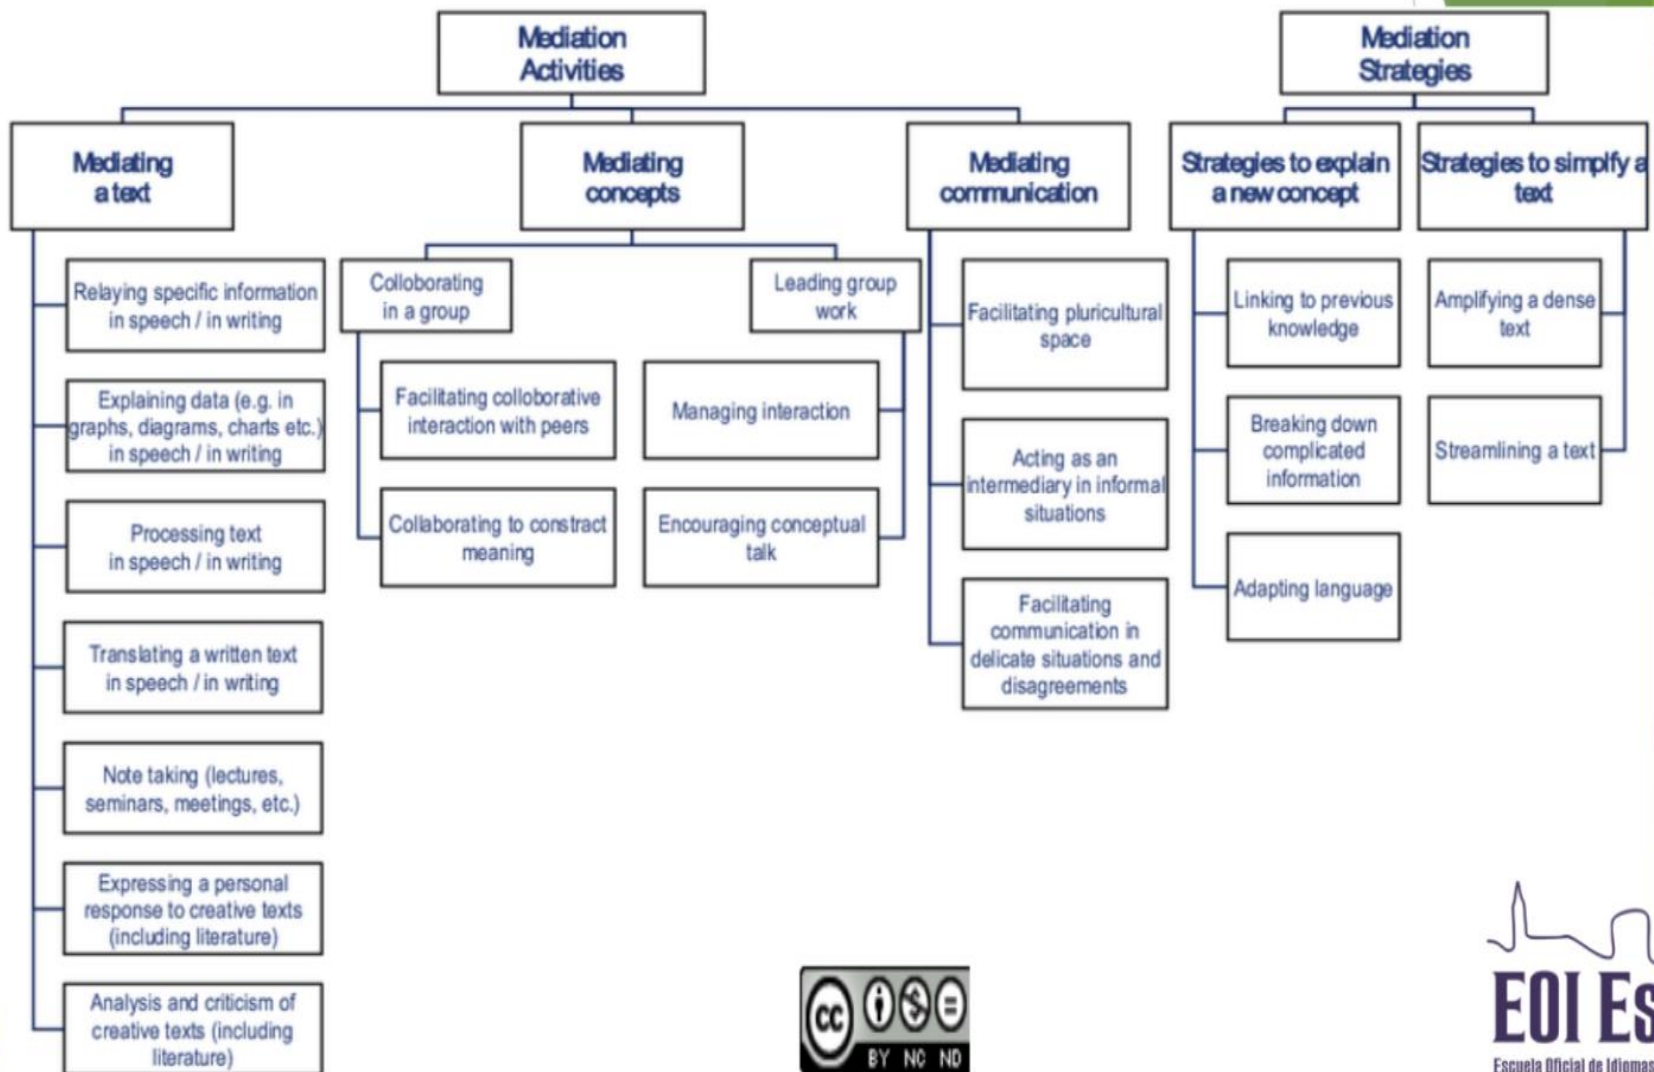 Mediation
Activities
Mediation
Strategies
Mediating
a text
Mediating
concepts
Mediating
communication
Strategies to explain
a new concept
Strategies to simplfy a
text
Relaying specific information
in speech / in writing
Explaining data (e.g. in
graphs, diagrams, charts etc.)
in speech / in writing
Processing text
in speech / in writing
Translating a written text
in speech / in writing
Note taking (lectures,
seminars, meetings, etc.)
Expressing a personal
response to creative texts
(including literature)
Analysis and criticism of
creative texts (including
literature)
Colloborating
in a group
Facilitating colloborative
interaction with peers
Collaborating to constract
meaning
Leading group
work
Managing interaction
Encouraging conceptual
talk
Facilitating pluricultural
space
Acting as an
intermediary in informal
situations
Facilitating
communication in
delicate situations and
disagreements
Linking to previous
knowledge
Breaking down
complicated
information
Adapting language
Amplifying a dense
text
Streamlining a text
cc
BY NC ND
EOI Es
Escuela Oficial de Idiomas